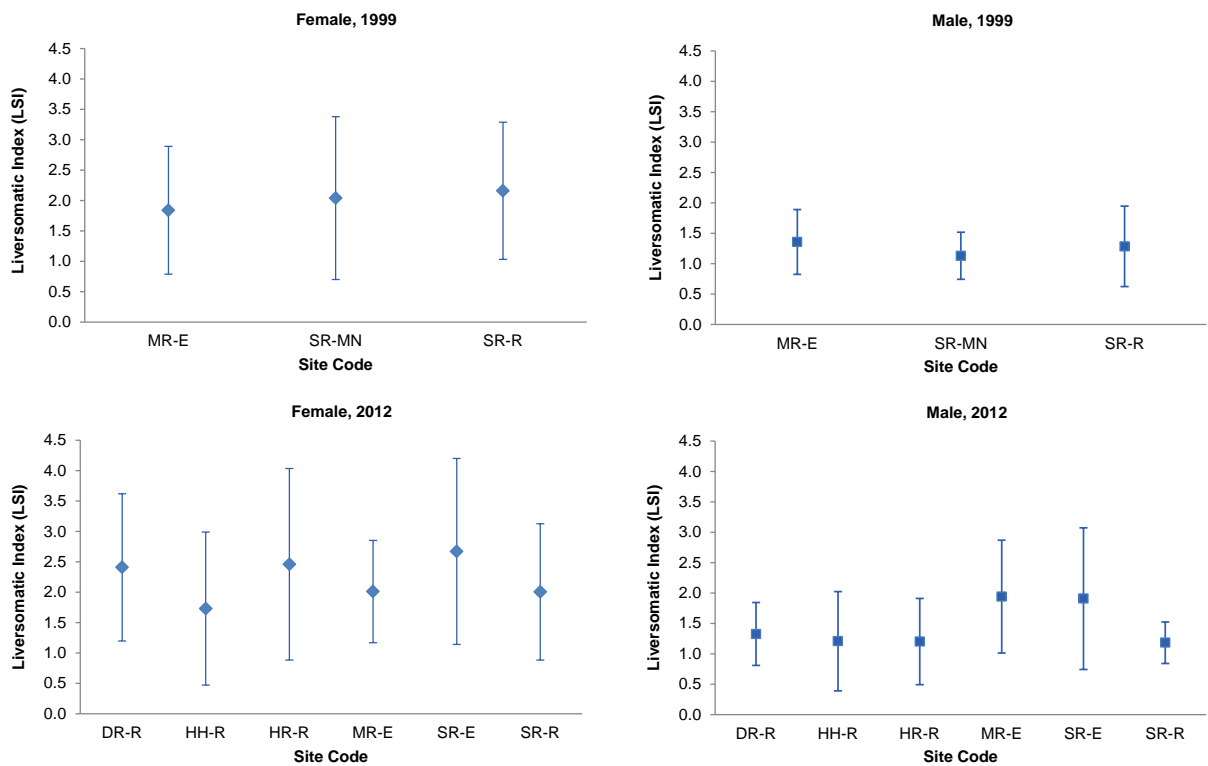 Female, 1999
Liversomatic Index (LSI)
4.5
4.0
3.5
3.0
2.5
2.0
1.5
1.0
0.5
0.0
MR-E SR-MN SR-R
Site Code
Male, 1999
Liversomatic Index (LSI)
4.5
4.0
3.5
3.0
2.5
2.0
1.5
1.0
0.5
0.0
MR-E SR-MN SR-R
Site Code
Female, 2012
Liversomatic Index (LSI)
4.5
4.0
3.5
3.0
2.5
2.0
1.5
1.0
0.5
0.0
DR-R HH-R HR-R MR-E SR-E SR-R
Site Code
Male, 2012
Liversomatic Index (LSI)
4.5
4.0
3.5
3.0
2.5
2.0
1.5
1.0
0.5
0.0
DR-R HH-R HR-R MR-E SR-E SR-R
Site Code